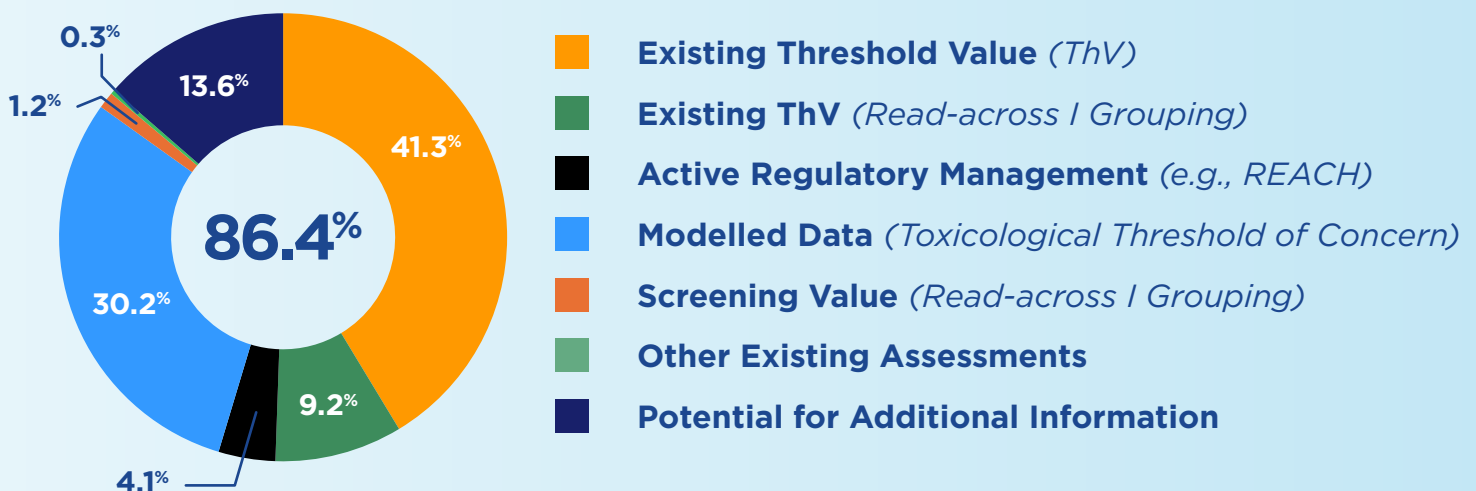 0.3%
1.2%
13.6%
41.3%
86.4%
30.2%
9.2%
4.1%
Existing Threshold Value (ThV)
Existing ThV (Read-across I Grouping)
Active Regulatory Management (e.g., REACH)
Modelled Data (Toxicological Threshold of Concern)
Screening Value (Read-across I Grouping)
Other Existing Assessments
Potential for Additional Information